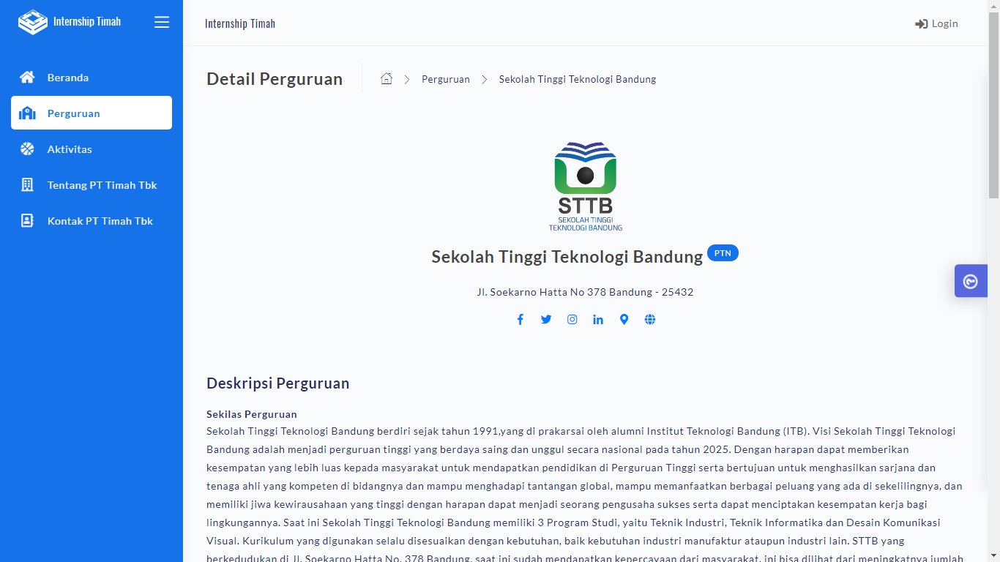 Internship Timah
Internship Timah
Login
Beranda
Perguruan
Aktivitas
Tentang PT Timah Tbk
Kontak PT Timah Tbk
Detail Perguruan
Perguruan
Sekolah Tinggi Teknologi Bandung
STTB
SEKOLAH TINGGI
TEKNOLOGI BANDUNG
Sekolah Tinggi Teknologi Bandung PTN
Jl. Soekarno Hatta No 378 Bandung - 25432
Deskripsi Perguruan
Sekilas Perguruan
Sekolah Tinggi Teknologi Bandung berdiri sejak tahun 1991,yang di prakarsai oleh alumni Institut Teknologi Bandung (ITB). Visi Sekolah Tinggi Teknologi
Bandung adalah menjadi perguruan tinggi yang berdaya saing dan unggul secara nasional pada tahun 2025. Dengan harapan dapat memberikan
kesempatan yang lebih luas kepada masyarakat untuk mendapatkan pendidikan di Perguruan Tinggi serta bertujuan untuk menghasilkan sarjana dan
tenaga ahli yang kompeten di bidangnya dan mampu menghadapi tantangan global, mampu memanfaatkan berbagai peluang yang ada di sekelilingnya, dan
memiliki jiwa kewirausahaan yang tinggi dengan harapan dapat menjadi seorang pengusaha sukses serta dapat menciptakan kesempatan kerja bagi
lingkungannya. Saat ini Sekolah Tinggi Teknologi Bandung memiliki 3 Program Studi, yaitu Teknik Industri, Teknik Informatika dan Desain Komunikasi
Visual. Kurikulum yang digunakan selalu disesuaikan dengan kebutuhan, baik kebutuhan industri manufaktur ataupun industri lain. STTB yang
berkedudukan di Jl. Soekarno Hatta No. 378 Bandung, saat ini sudah mendapatkan kepercayaan dari masyarakat, ini bisa dilihat dari meningkatnya jumlah